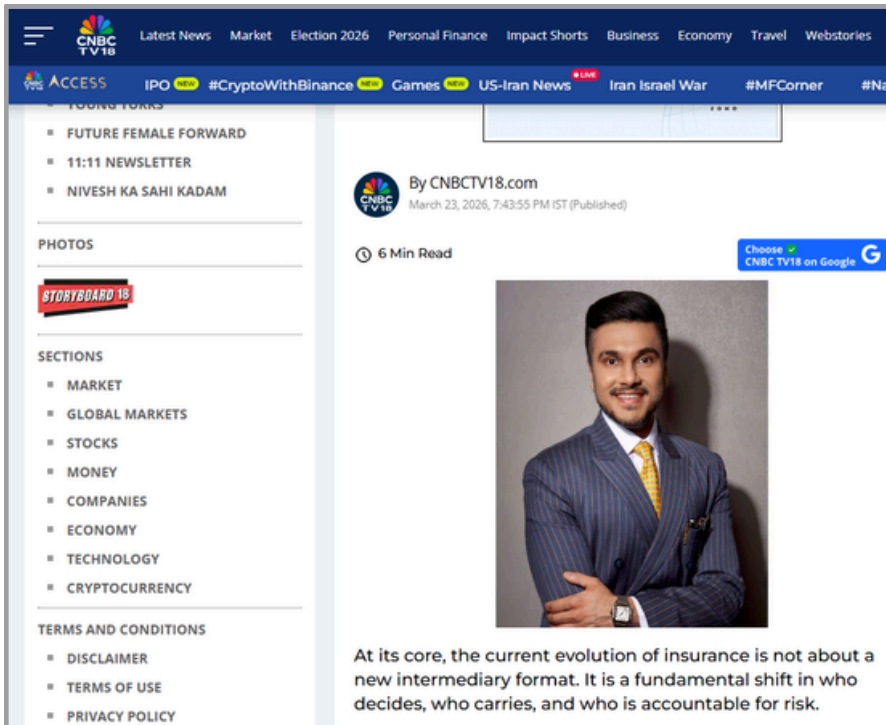 CNBC
TV18
Latest News Market Election 2026 Personal Finance Impact Shorts Business Economy Travel Webstories
ACCESS IPO NEW #CryptoWithBinance NEW Games NEW US-Iran News LIVE Iran Israel War #MFCorner #Na
YOUNG TURKS
FUTURE FEMALE FORWARD
11:11 NEWSLETTER
NIVESH KA SAHI KADAM
PHOTOS
STORYBOARD 18
SECTIONS
MARKET
GLOBAL MARKETS
STOCKS
MONEY
COMPANIES
ECONOMY
TECHNOLOGY
CRYPTOCURRENCY
TERMS AND CONDITIONS
DISCLAIMER
TERMS OF USE
PRIVACY POLICY
CNBC
TV18
By CNBCTV18.com
March 23, 2026, 7:43:55 PM IST (Published)
6 Min Read
Choose
CNBC TV18 on Google G
At its core, the current evolution of insurance is not about a
new intermediary format. It is a fundamental shift in who
decides, who carries, and who is accountable for risk.